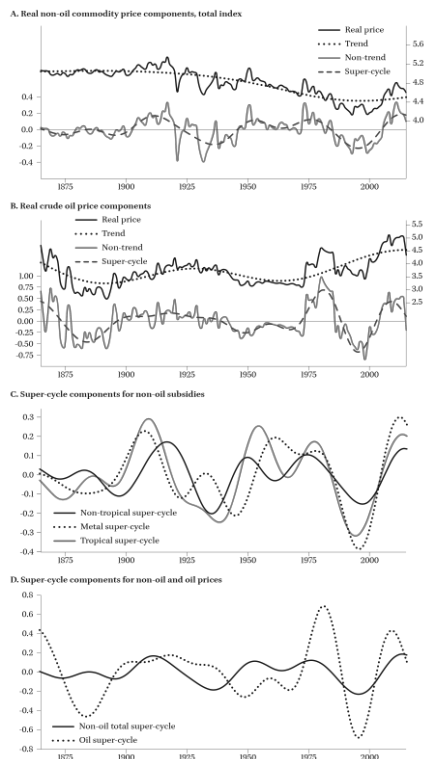 A. Real non-oil commodity price components, total index
Real price
Trend
Non-trend
Super-cycle
5.6
5.2
4.8
4.4
4.0
0.4
0.2
0.0
-0.2
-0.4
1875 1900 1925 1950 1975 2000
B. Real crude oil price components
Real price
Trend
Non-trend
Super-cycle
5.5
5.0
4.5
4.0
3.5
3.0
2.5
1.00
0.75
0.50
0.25
0.00
-0.25
-0.50
-0.75
1875 1900 1925 1950 1975 2000
C. Super-cycle components for non-oil subsidies
0.3
0.2
0.1
0.0
-0.1
-0.2
-0.3
-0.4
Non-tropical super-cycle
Metal super-cycle
Tropical super-cycle
1875 1900 1925 1950 1975 2000
D. Super-cycle components for non-oil and oil prices
0.8
0.6
0.4
0.2
0.0
-0.2
-0.4
-0.6
-0.8
Non-oil total super-cycle
Oil super-cycle
1875 1900 1925 1950 1975 2000